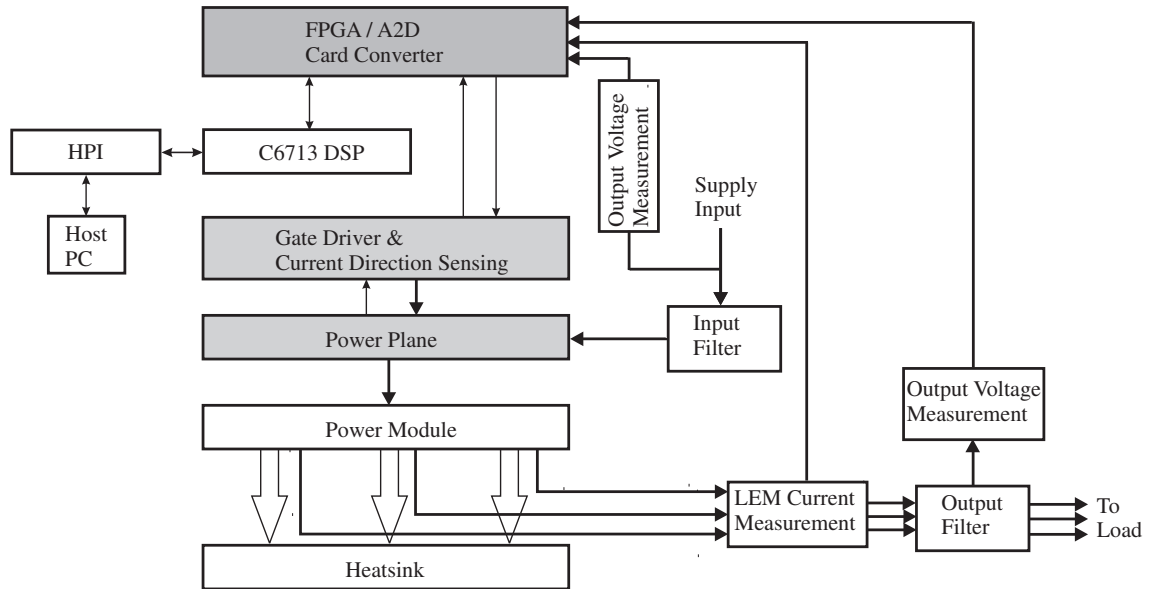 FPGA / A2D
Card Converter
HPI
C6713 DSP
Host
PC
Output Voltage
Measurement
Supply
Input
Gate Driver &
Current Direction Sensing
Input
Filter
Power Plane
Output Voltage
Measurement
Power Module
LEM Current
Measurement
Output
Filter
To
Load
Heatsink